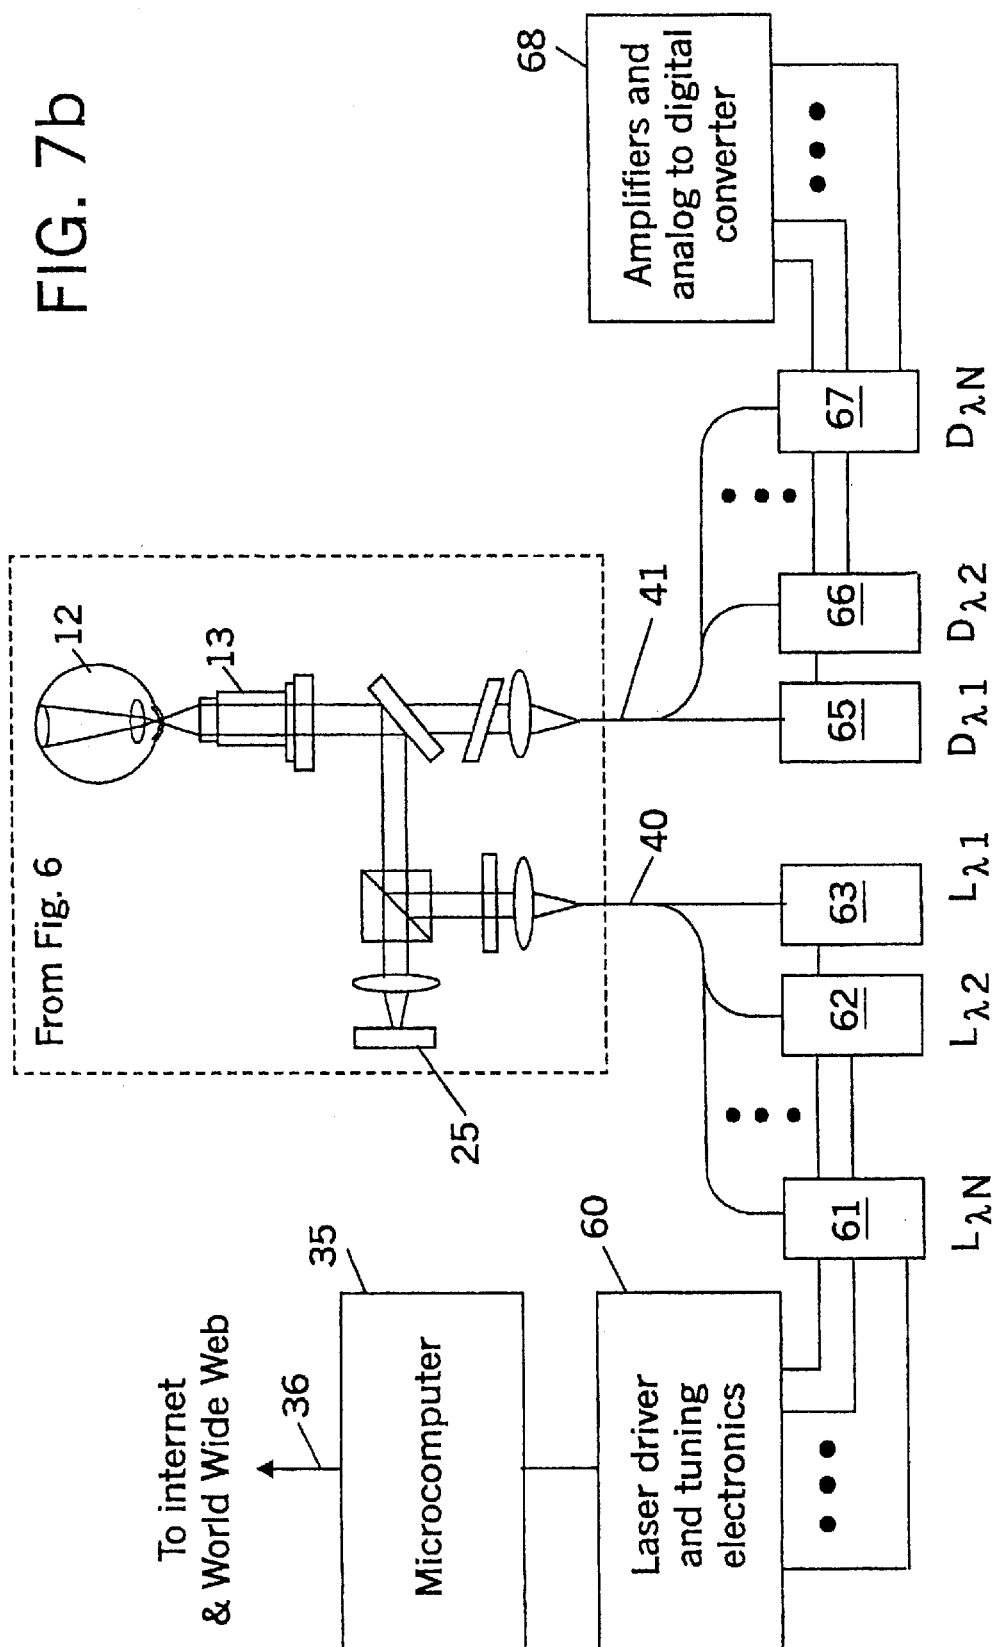 FIG. 7b
To internet
& World Wide Web
36
35
Microcomputer
60
Laser driver
and tuning
electronics
From Fig. 6
12
13
25
40
41
61
62
63
65
66
67
LλN
Lλ2
Lλ1
Dλ1
Dλ2
DλN
68
Amplifiers and
analog to digital
converter